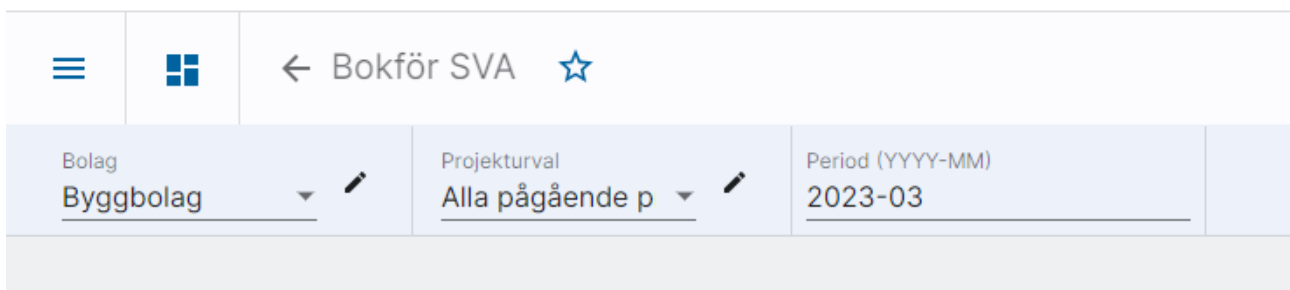 Bokför SVA
Bolag
Byggbolag
Projekturval
Alla pågående p
Period (YYYY-MM)
2023-03